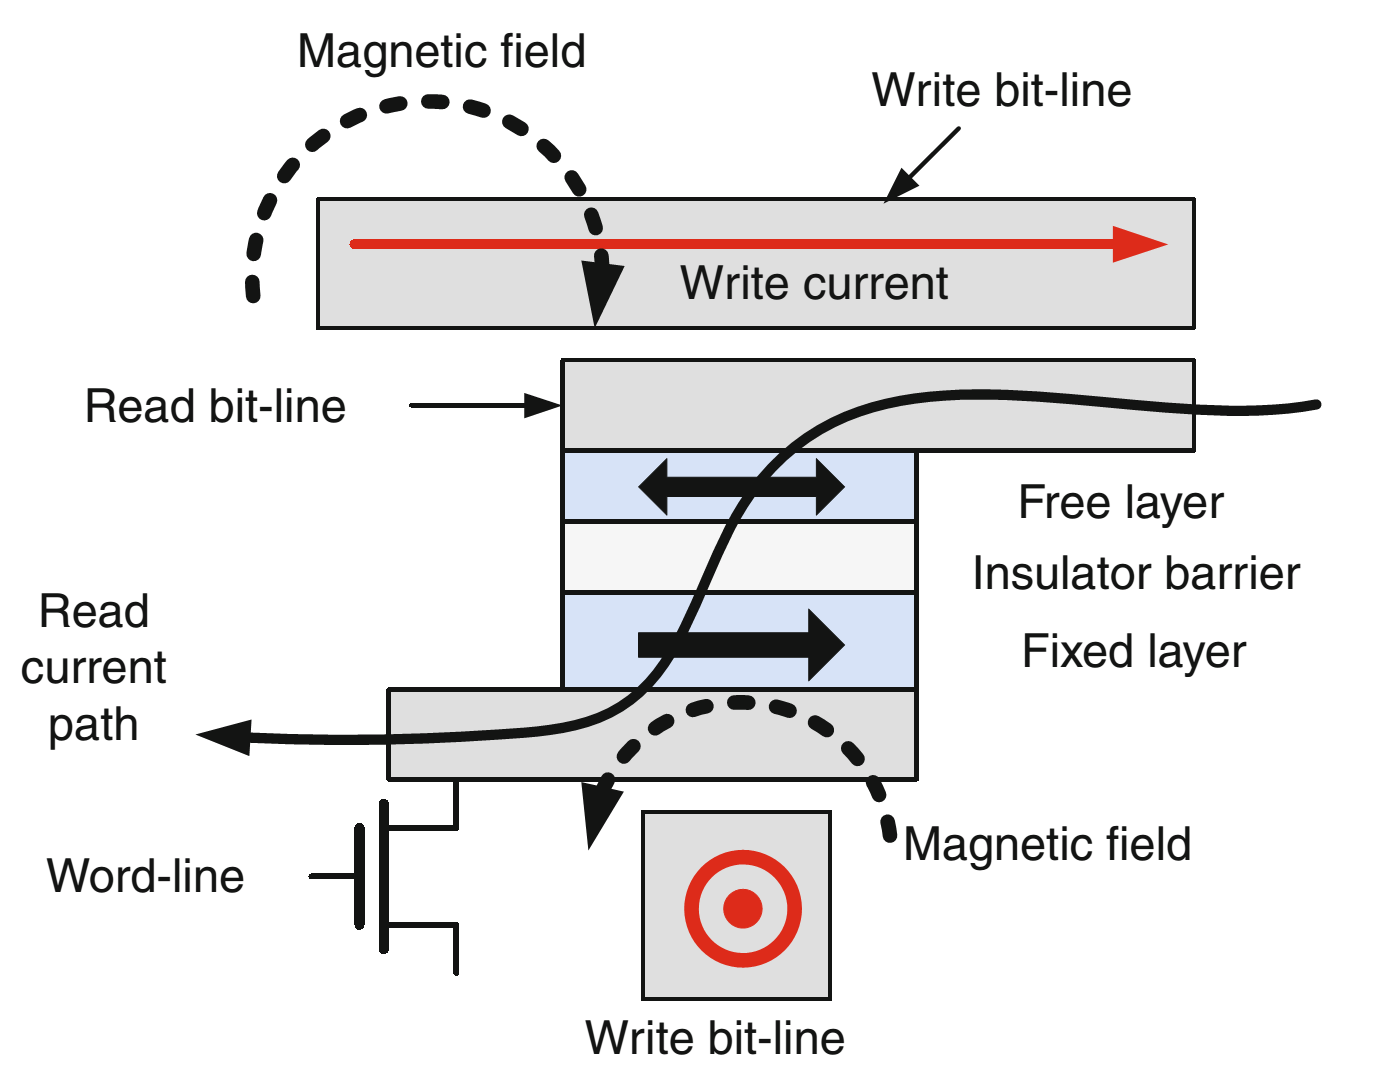 Magnetic field
Write bit-line
Write current
Read bit-line
Free layer
Insulator barrier
Fixed layer
Read
current
path
Magnetic field
Word-line
Write bit-line